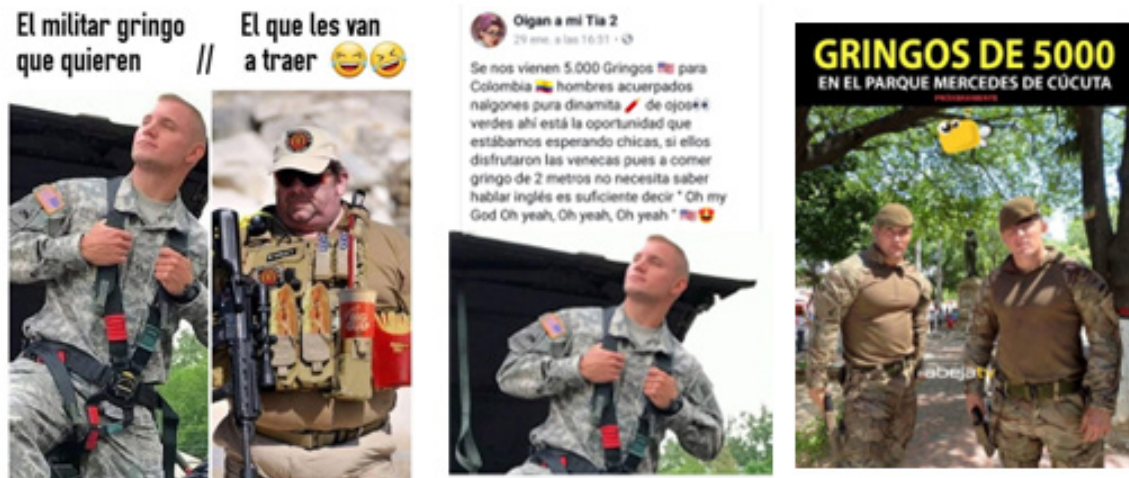 El militar gringo
que quieren
//
El que les van
a traer 😂🤣
Oigan a mi Tia 2
29 ene. a las 16:51 ·
Se nos vienen 5.000 Gringos 🇺🇸 para
Colombia 🇨🇴 hombres acuerpados
nalgones pura dinamita 🧨 de ojos👀
verdes ahí está la oportunidad que
estábamos esperando chicas, si ellos
disfrutaron las venecas pues a comer
gringo de 2 metros no necesita saber
hablar inglés es suficiente decir " Oh my
God Oh yeah, Oh yeah, Oh yeah " 🇺🇸🤩
GRINGOS DE 5000
EN EL PARQUE MERCEDES DE CÚCUTA
PROXIMAMENTE
abejatv